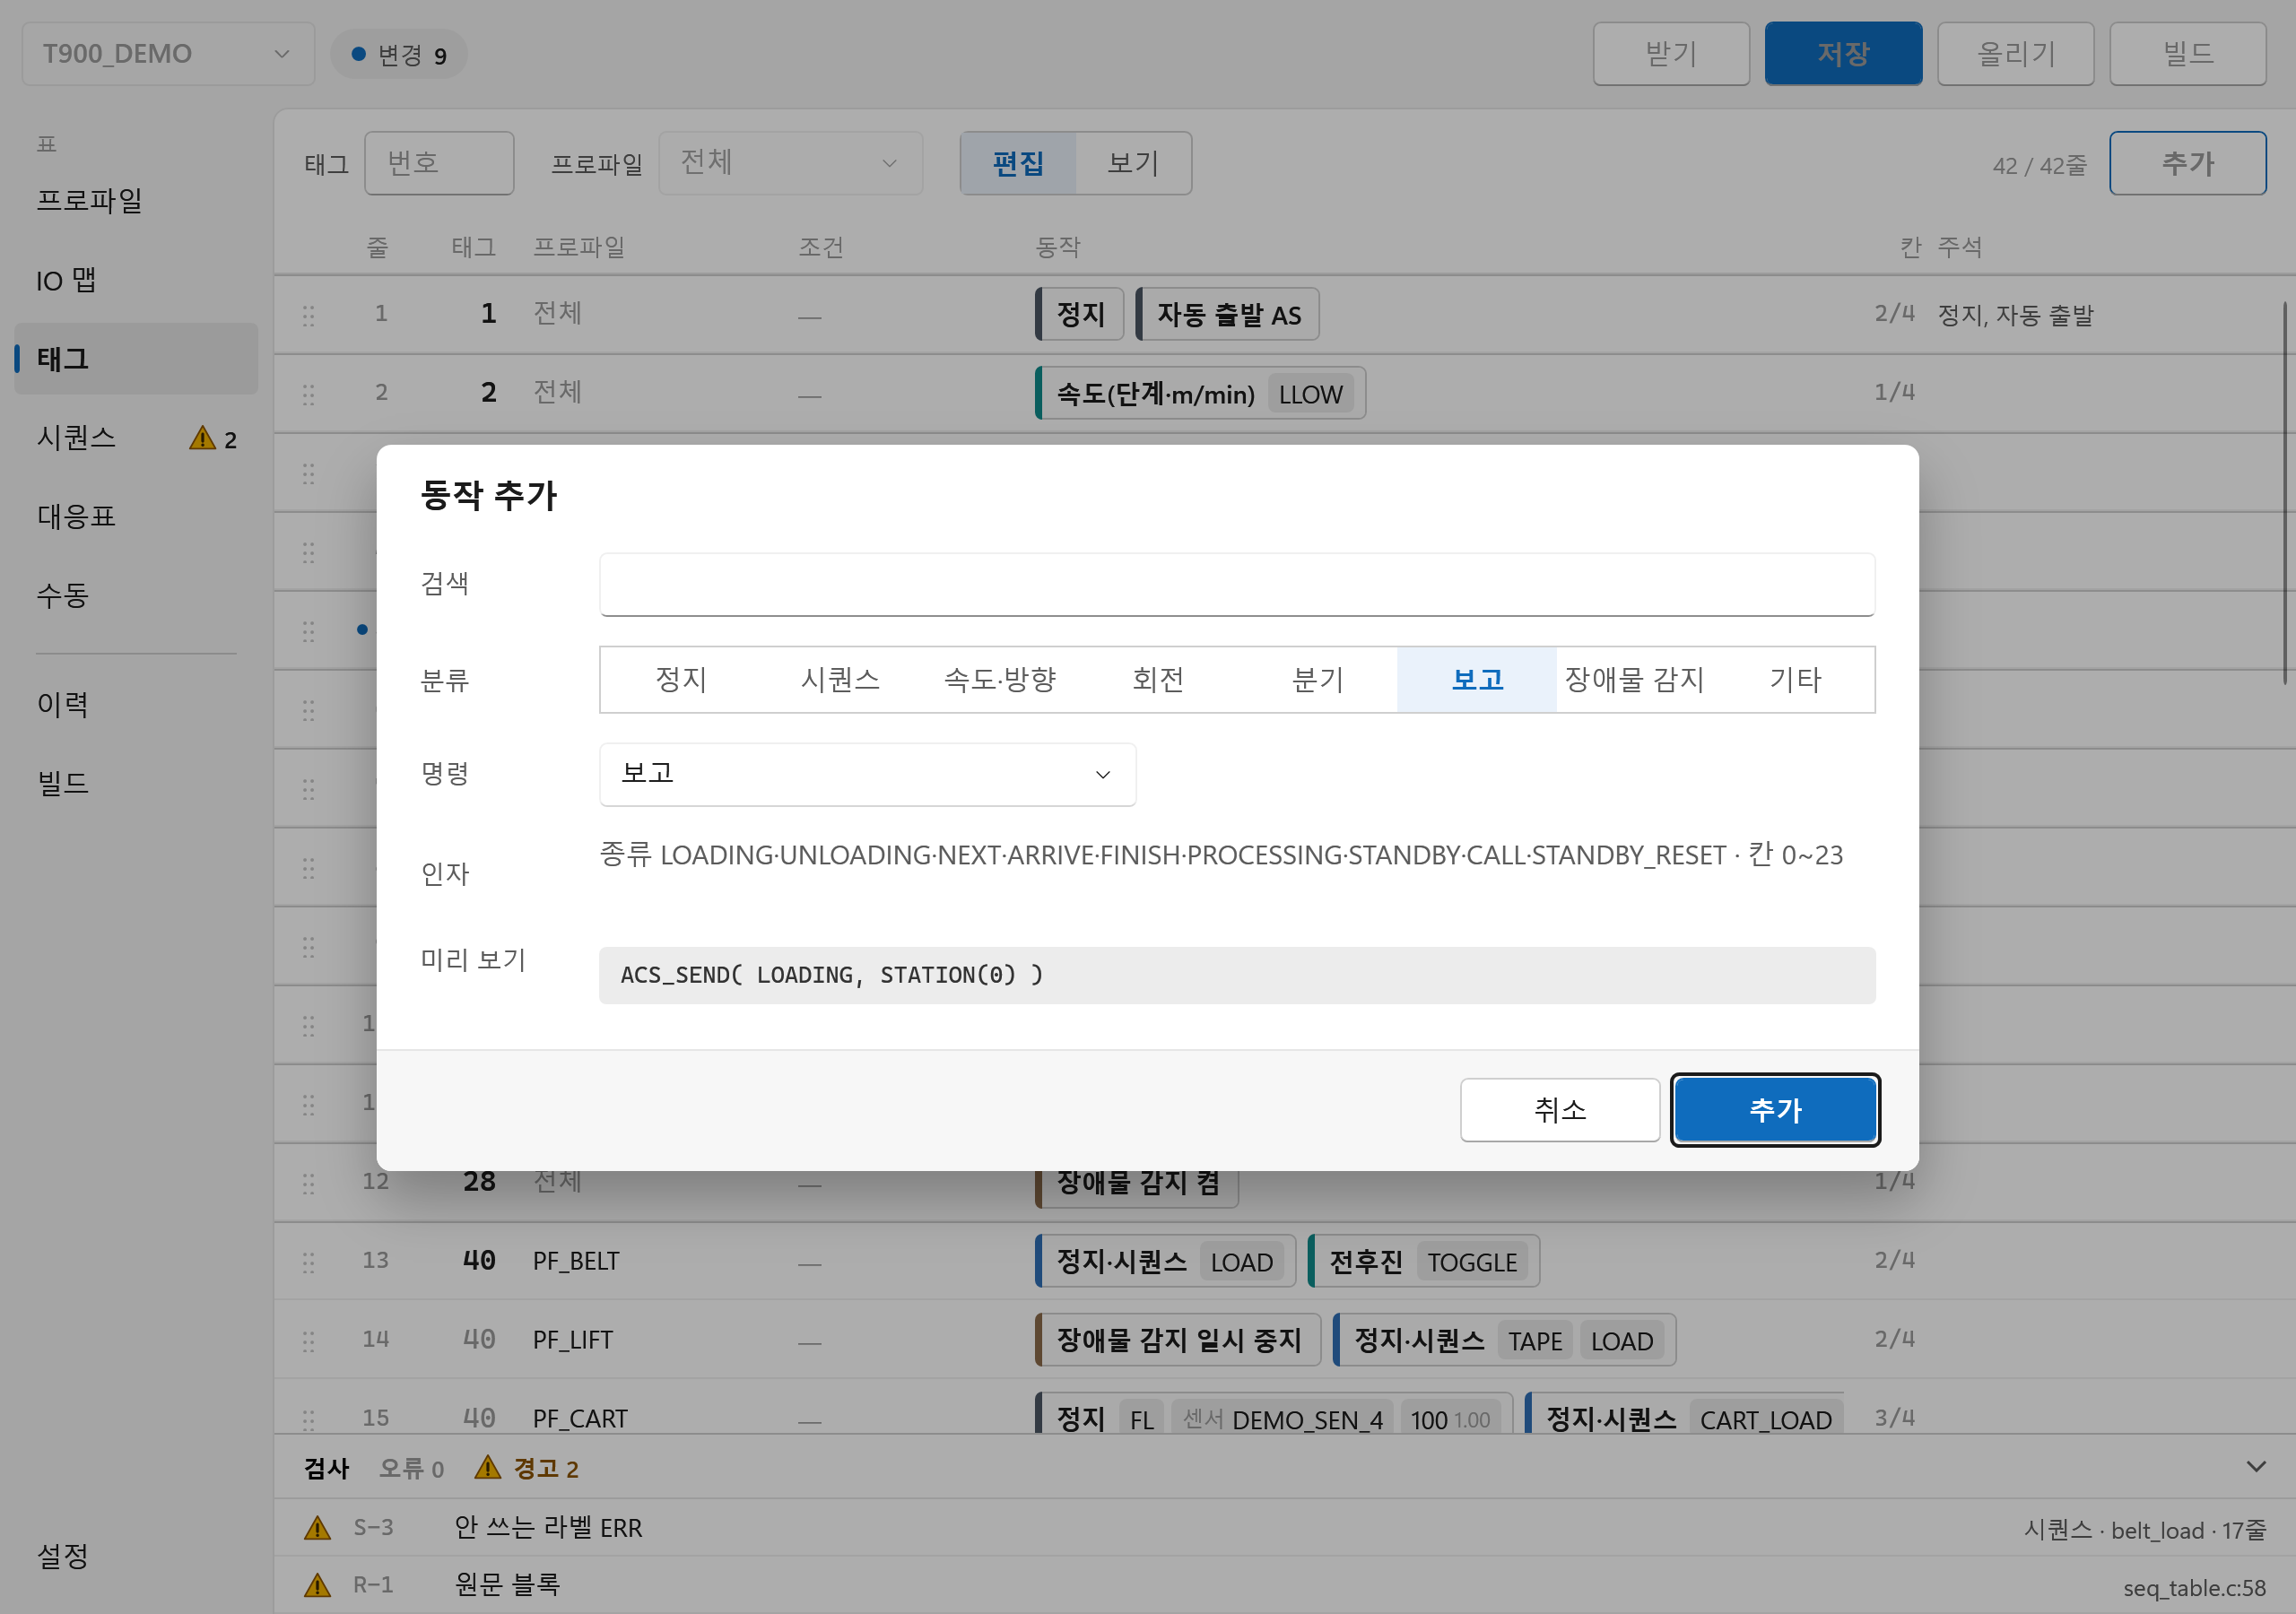 T900_DEMO 변경 9 받기 저장 올리기 빌드
표
프로파일
IO 맵
태그
시퀀스 2
대응표
수동
이력
빌드
설정
태그 번호 프로파일 전체 편집 보기 42 / 42줄 추가
줄 태그 프로파일 조건 동작 칸 주석
1 1 전체 — 정지 자동 출발 AS 2/4 정지, 자동 출발
2 2 전체 — 속도(단계·m/min) LLOW 1/4
동작 추가
검색
분류 정지 시퀀스 속도·방향 회전 분기 보고 장애물 감지 기타
명령 보고
인자 종류 LOADING·UNLOADING·NEXT·ARRIVE·FINISH·PROCESSING·STANDBY·CALL·STANDBY_RESET · 칸 0~23
미리 보기 ACS_SEND( LOADING, STATION(0) )
취소 추가
12 28 전체 — 장애물 감지 켬 1/4
13 40 PF_BELT — 정지·시퀀스 LOAD 전후진 TOGGLE 2/4
14 40 PF_LIFT — 장애물 감지 일시 중지 정지·시퀀스 TAPE LOAD 2/4
15 40 PF_CART — 정지 FL 센서 DEMO_SEN_4 100 1.00 정지·시퀀스 CART_LOAD 3/4
검사 오류 0 경고 2
S-3 안 쓰는 라벨 ERR 시퀀스 · belt_load · 17줄
R-1 원문 블록 seq_table.c:58